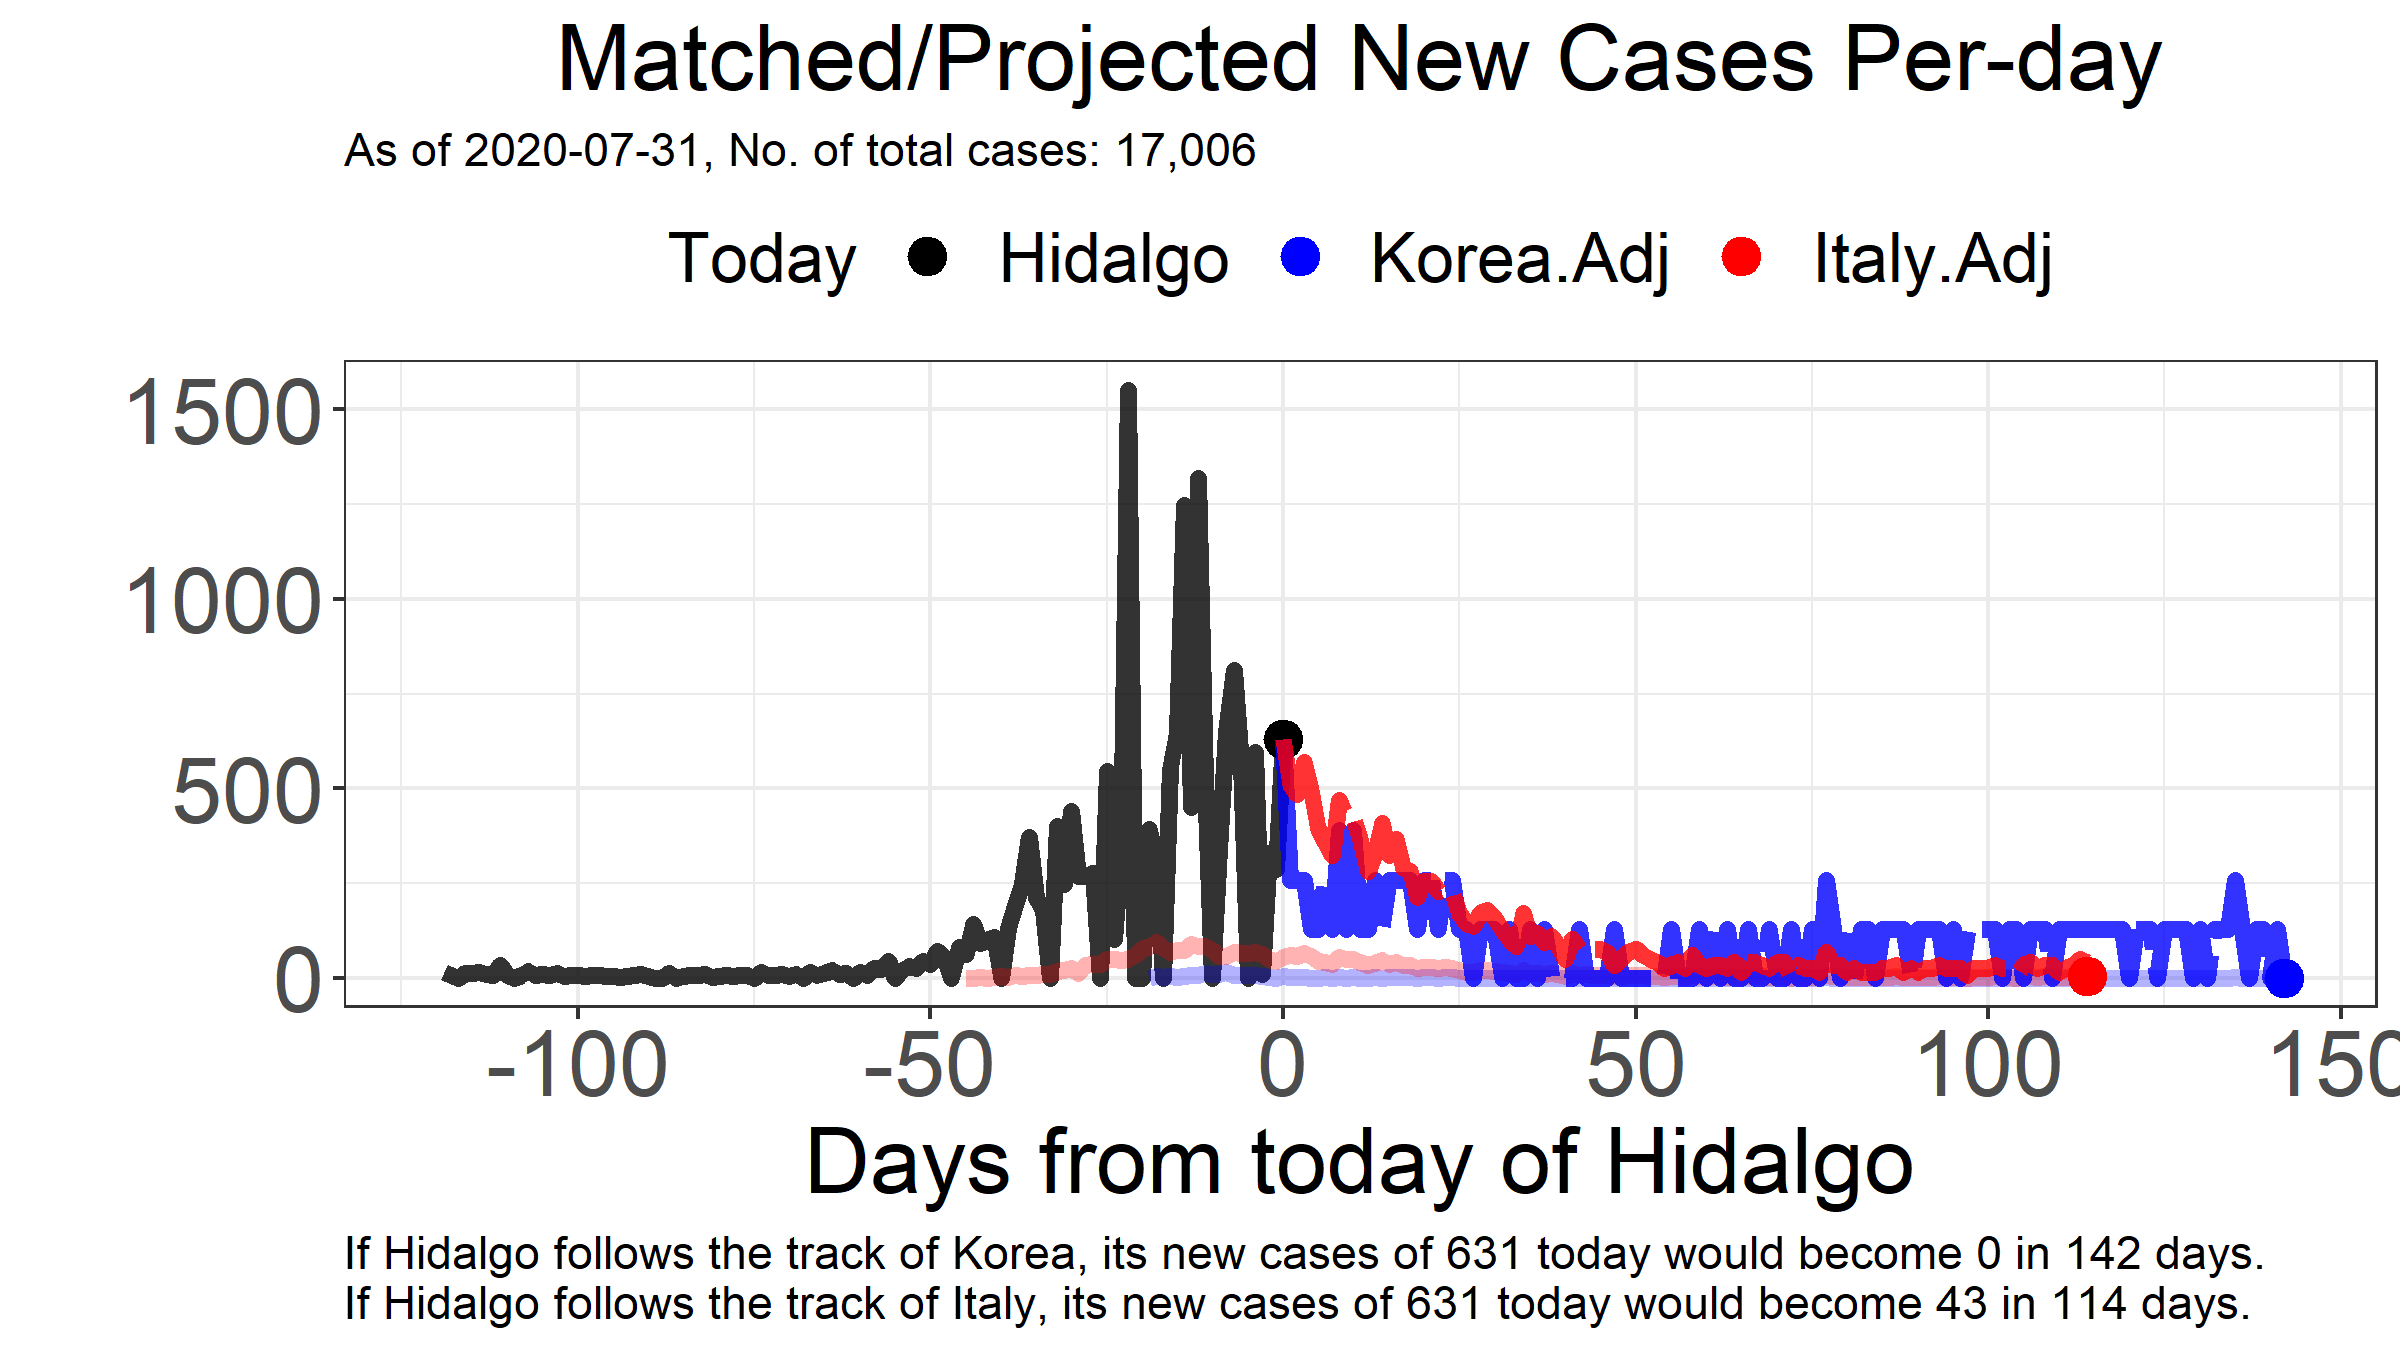 Matched/Projected New Cases Per-day
As of 2020-07-31, No. of total cases: 17,006
Today Hidalgo Korea.Adj Italy.Adj
1500
1000
500
0
-100 -50 0 50 100 150
Days from today of Hidalgo
If Hidalgo follows the track of Korea, its new cases of 631 today would become 0 in 142 days.
If Hidalgo follows the track of Italy, its new cases of 631 today would become 43 in 114 days.